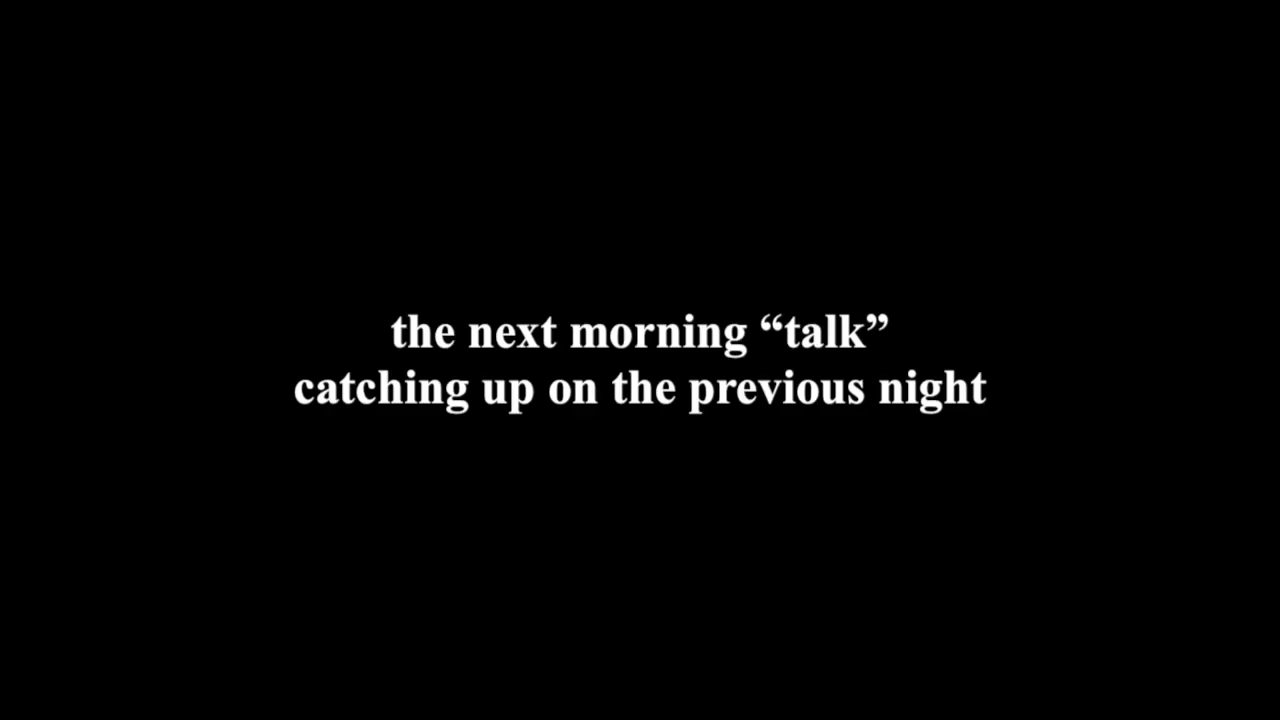 the next morning “talk”
catching up on the previous night